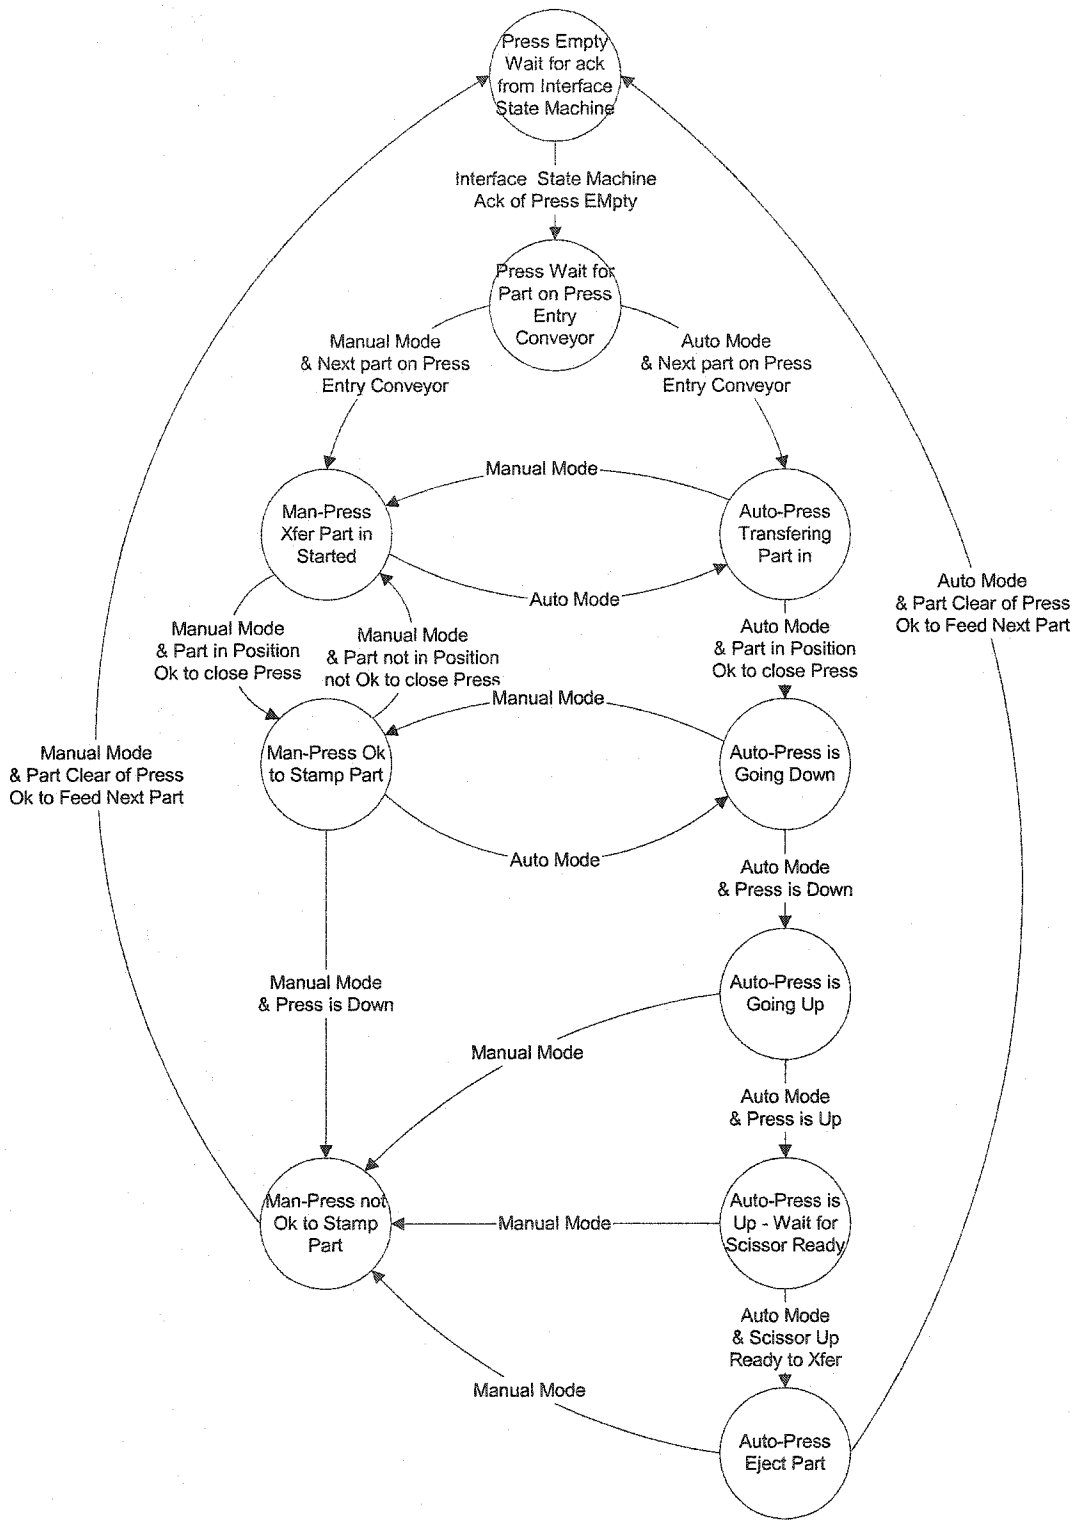 Press Empty
Wait for ack
from Interface
State Machine
Interface State Machine
Ack of Press EMpty
Press Wait for
Part on Press
Entry
Conveyor
Manual Mode
& Next part on Press
Entry Conveyor
Auto Mode
& Next part on Press
Entry Conveyor
Manual Mode
Man-Press
Xfer Part in
Started
Auto-Press
Transfering
Part in
Auto Mode
Auto Mode
& Part Clear of Press
Ok to Feed Next Part
Manual Mode
& Part in Position
Ok to close Press
Manual Mode
& Part not in Position
not Ok to close Press
Auto Mode
& Part in Position
Ok to close Press
Manual Mode
Manual Mode
& Part Clear of Press
Ok to Feed Next Part
Man-Press Ok
to Stamp Part
Auto-Press is
Going Down
Auto Mode
Auto Mode
& Press is Down
Manual Mode
& Press is Down
Auto-Press is
Going Up
Manual Mode
Auto Mode
& Press is Up
Man-Press not
Ok to Stamp
Part
Manual Mode
Auto-Press is
Up - Wait for
Scissor Ready
Auto Mode
& Scissor Up
Ready to Xfer
Manual Mode
Auto-Press
Eject Part